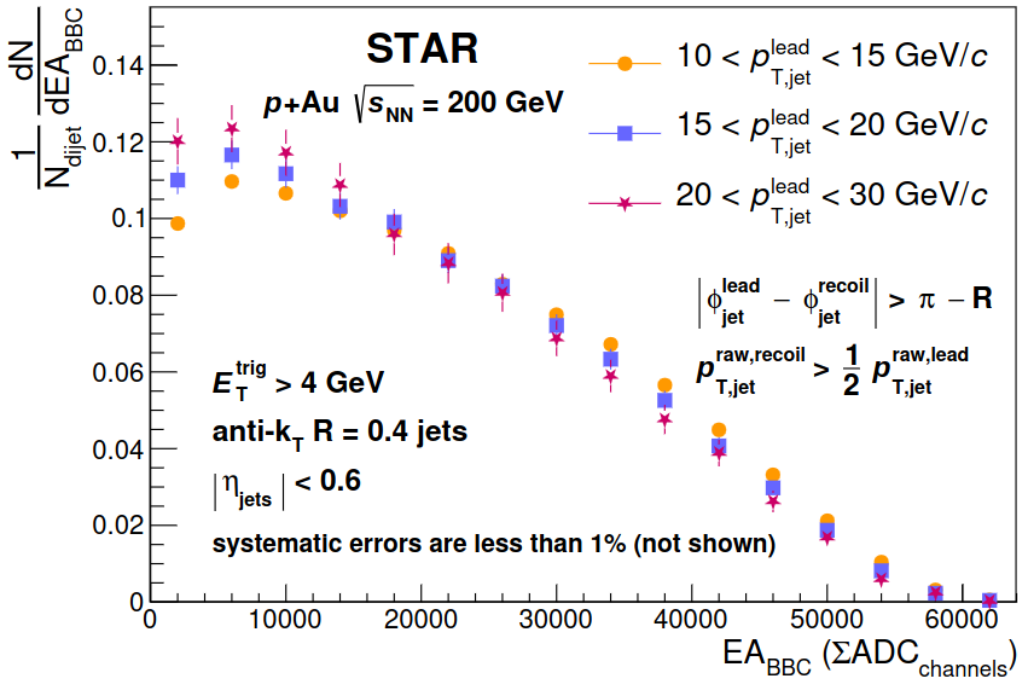 1/N_dijet dN/dEA_BBC
STAR
p+Au √s_NN = 200 GeV
10 < p_T,jet^lead < 15 GeV/c
15 < p_T,jet^lead < 20 GeV/c
20 < p_T,jet^lead < 30 GeV/c
|ϕ_jet^lead − ϕ_jet^recoil| > π − R
p_T,jet^raw,recoil > 1/2 p_T,jet^raw,lead
E_T^trig > 4 GeV
anti-k_T R = 0.4 jets
|η_jets| < 0.6
systematic errors are less than 1% (not shown)
0.14
0.12
0.1
0.08
0.06
0.04
0.02
0
0 10000 20000 30000 40000 50000 60000
EA_BBC (ΣADC_channels)